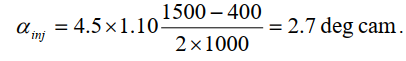 α_inj = 4.5×1.10 (1500 − 400)/(2×1000) = 2.7 deg cam.